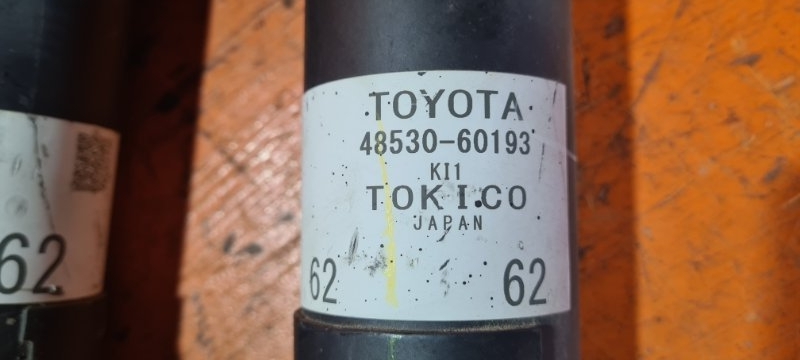 TOYOTA
48530-60193
KI1
TOKICO
JAPAN
62 62
62